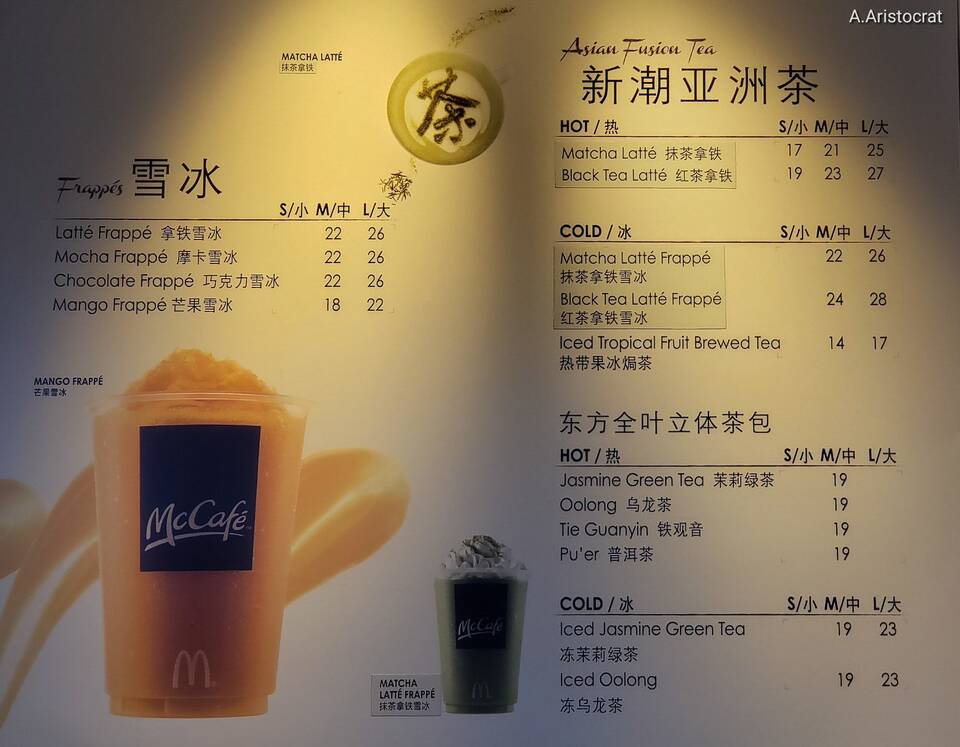 A.Aristocrat
MATCHA LATTÉ
抹茶拿铁
茶
Frappés 雪冰
S/小 M/中 L/大
Latté Frappé 拿铁雪冰 22 26
Mocha Frappé 摩卡雪冰 22 26
Chocolate Frappé 巧克力雪冰 22 26
Mango Frappé 芒果雪冰 18 22
MANGO FRAPPÉ
芒果雪冰
McCafé
McCafé
MATCHA
LATTÉ FRAPPÉ
抹茶拿铁雪冰
Asian Fusion Tea
新潮亚洲茶
HOT / 热 S/小 M/中 L/大
Matcha Latté 抹茶拿铁 17 21 25
Black Tea Latté 红茶拿铁 19 23 27
COLD / 冰 S/小 M/中 L/大
Matcha Latté Frappé 22 26
抹茶拿铁雪冰
Black Tea Latté Frappé 24 28
红茶拿铁雪冰
Iced Tropical Fruit Brewed Tea 14 17
热带果冰焗茶
东方全叶立体茶包
HOT / 热 S/小 M/中 L/大
Jasmine Green Tea 茉莉绿茶 19
Oolong 乌龙茶 19
Tie Guanyin 铁观音 19
Pu'er 普洱茶 19
COLD / 冰 S/小 M/中 L/大
Iced Jasmine Green Tea 19 23
冻茉莉绿茶
Iced Oolong 19 23
冻乌龙茶